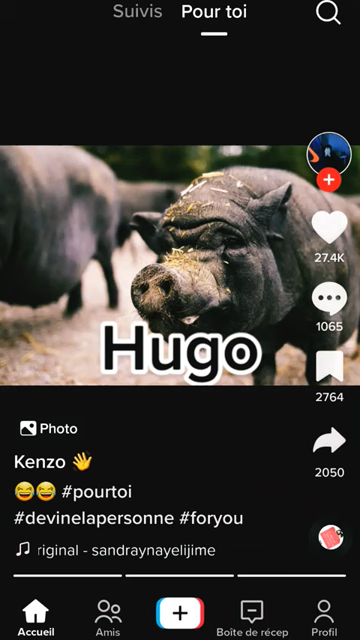 Suivis Pour toi
Hugo
27.4K
1065
2764
2050
Photo
Kenzo 👋
😂😂 #pourtoi
#devinelapersonne #foryou
riginal - sandraynayelijime
Accueil Amis Boite de récep Profil